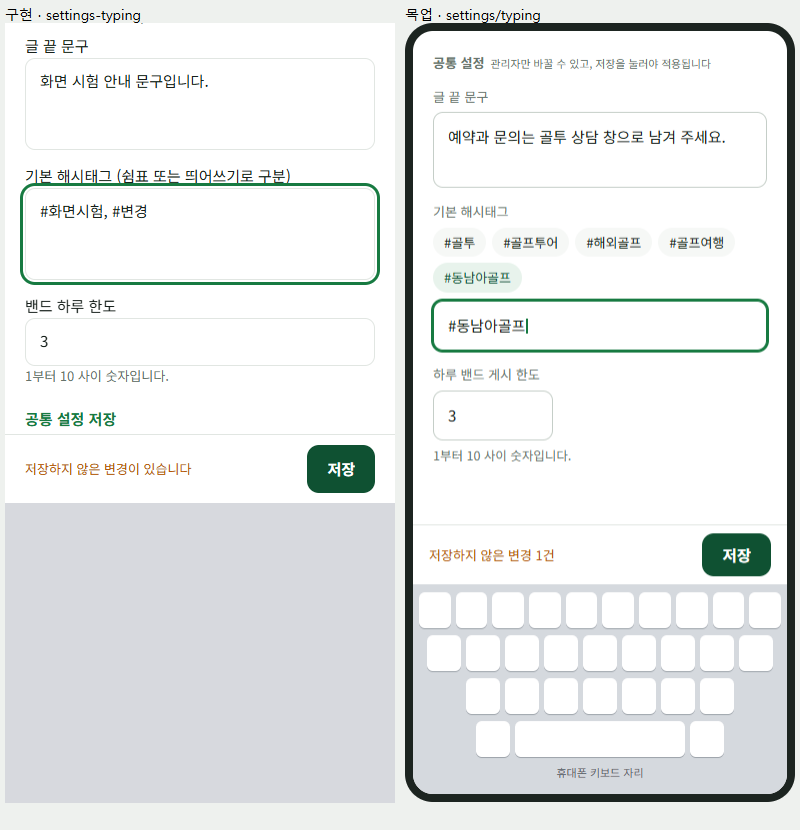 구현 · settings-typing
글 끝 문구
화면 시험 안내 문구입니다.
기본 해시태그 (쉼표 또는 띄어쓰기로 구분)
#화면시험, #변경
밴드 하루 한도
3
1부터 10 사이 숫자입니다.
공통 설정 저장
저장하지 않은 변경이 있습니다
저장
목업 · settings/typing
공통 설정 관리자만 바꿀 수 있고, 저장을 눌러야 적용됩니다
글 끝 문구
예약과 문의는 골투 상담 창으로 남겨 주세요.
기본 해시태그
#골투 #골프투어 #해외골프 #골프여행
#동남아골프
#동남아골프
하루 밴드 게시 한도
3
1부터 10 사이 숫자입니다.
저장하지 않은 변경 1건
저장
휴대폰 키보드 자리